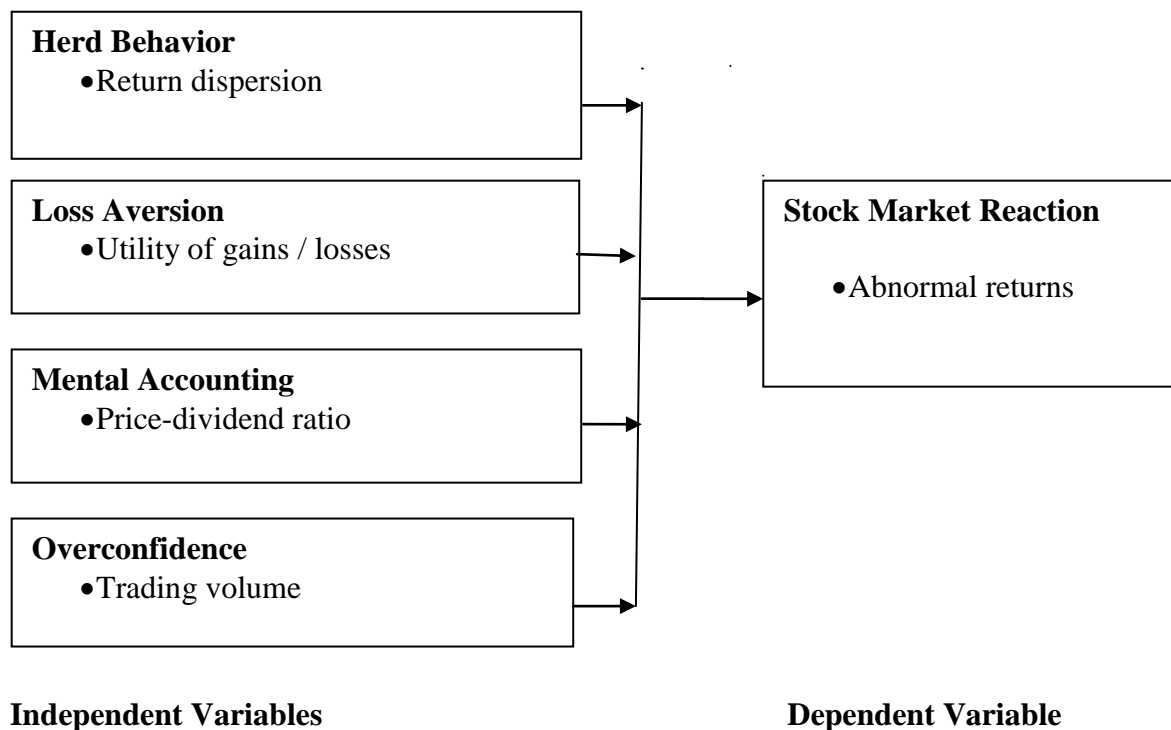 Herd Behavior
•Return dispersion
Loss Aversion
•Utility of gains / losses
Stock Market Reaction
•Abnormal returns
Mental Accounting
•Price-dividend ratio
Overconfidence
•Trading volume
Independent Variables
Dependent Variable